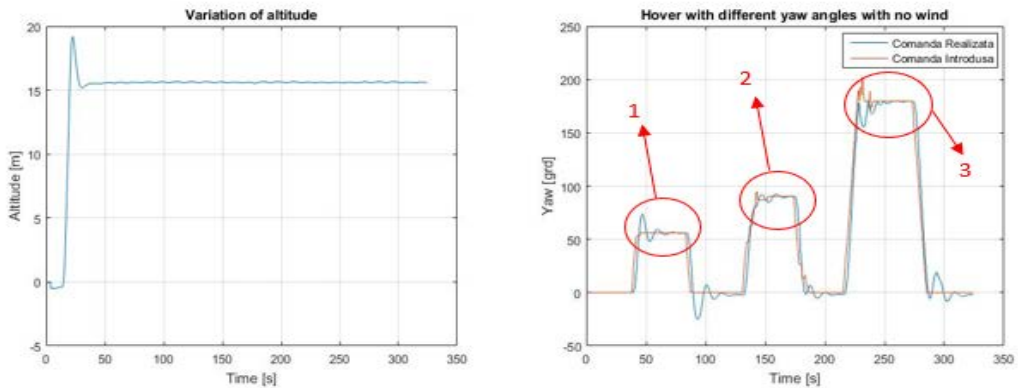 Variation of altitude
20
15
10
5
0
-5
Altitude [m]
0 50 100 150 200 250 300 350
Time [s]
Hover with different yaw angles with no wind
Comanda Realizata
Comanda Introdusa
250
200
150
100
50
0
-50
Yaw [grd]
1
2
3
0 50 100 150 200 250 300 350
Time [s]